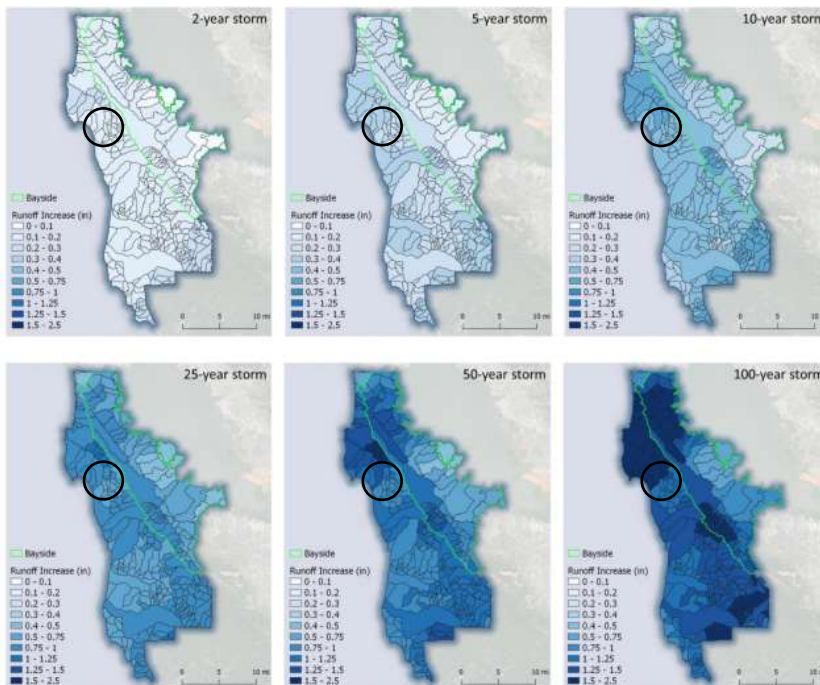 2-year storm
Bayside
Runoff Increase (in)
0 - 0.1
0.1 - 0.2
0.2 - 0.3
0.3 - 0.4
0.4 - 0.5
0.5 - 0.75
0.75 - 1
1 - 1.25
1.25 - 1.5
1.5 - 2.5
0 10 mi
5-year storm
Bayside
Runoff Increase (in)
0 - 0.1
0.1 - 0.2
0.2 - 0.3
0.3 - 0.4
0.4 - 0.5
0.5 - 0.75
0.75 - 1
1 - 1.25
1.25 - 1.5
1.5 - 2.5
0 10 mi
10-year storm
Bayside
Runoff Increase (in)
0 - 0.1
0.1 - 0.2
0.2 - 0.3
0.3 - 0.4
0.4 - 0.5
0.5 - 0.75
0.75 - 1
1 - 1.25
1.25 - 1.5
1.5 - 2.5
0 10 mi
25-year storm
Bayside
Runoff Increase (in)
0 - 0.1
0.1 - 0.2
0.2 - 0.3
0.3 - 0.4
0.4 - 0.5
0.5 - 0.75
0.75 - 1
1 - 1.25
1.25 - 1.5
1.5 - 2.5
0 10 mi
50-year storm
Bayside
Runoff Increase (in)
0 - 0.1
0.1 - 0.2
0.2 - 0.3
0.3 - 0.4
0.4 - 0.5
0.5 - 0.75
0.75 - 1
1 - 1.25
1.25 - 1.5
1.5 - 2.5
0 10 mi
100-year storm
Bayside
Runoff Increase (in)
0 - 0.1
0.1 - 0.2
0.2 - 0.3
0.3 - 0.4
0.4 - 0.5
0.5 - 0.75
0.75 - 1
1 - 1.25
1.25 - 1.5
1.5 - 2.5
0 10 mi